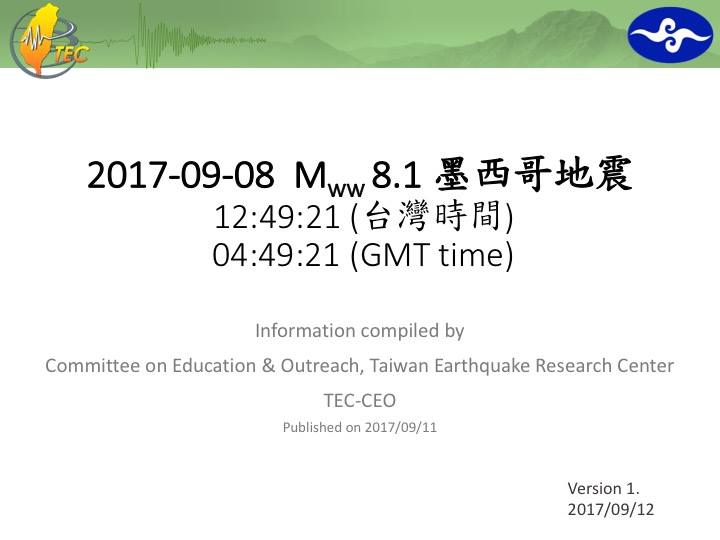 TEC
2017-09-08 Mww 8.1 墨西哥地震
12:49:21 (台灣時間)
04:49:21 (GMT time)
Information compiled by
Committee on Education & Outreach, Taiwan Earthquake Research Center
TEC-CEO
Published on 2017/09/11
Version 1.
2017/09/12